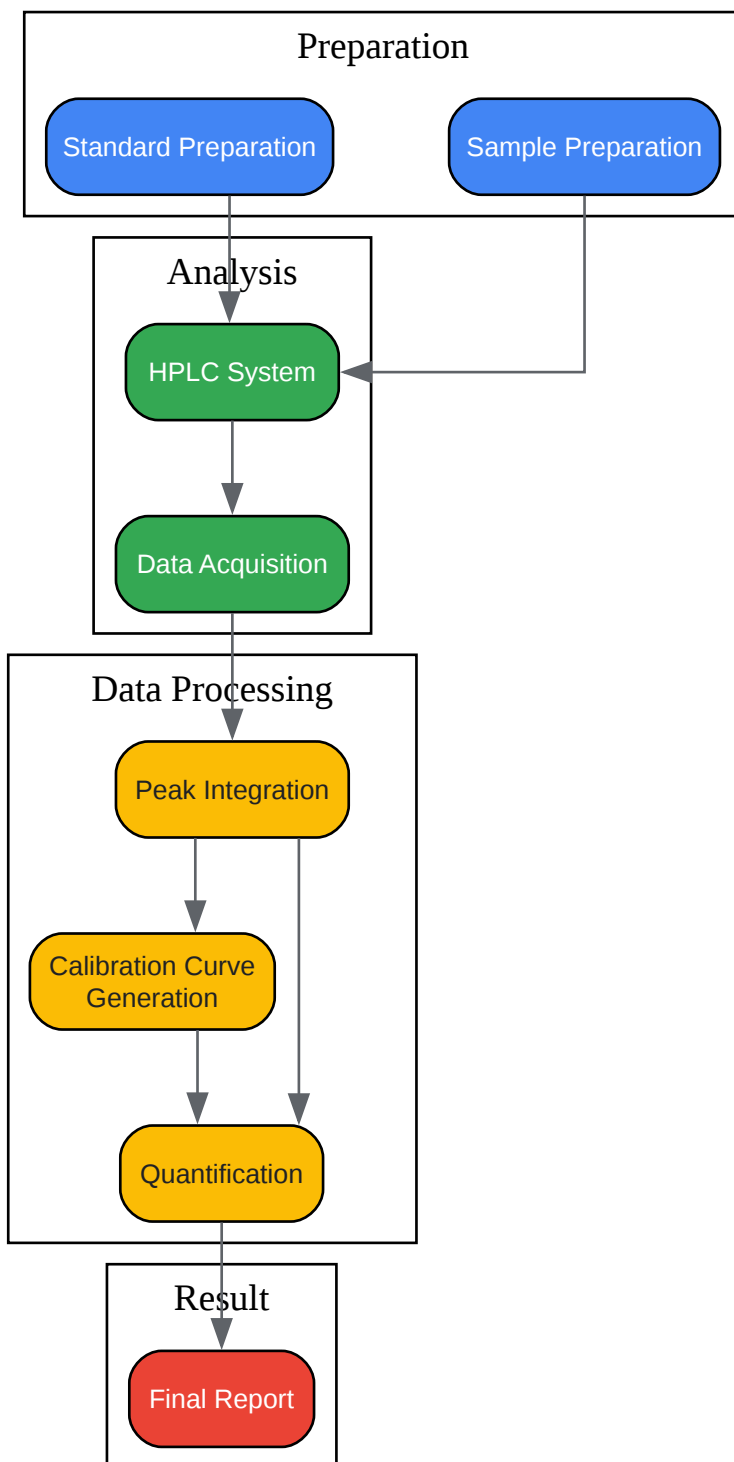 Preparation
Standard Preparation
Sample Preparation
Analysis
HPLC System
Data Acquisition
Data Processing
Peak Integration
Calibration Curve
Generation
Quantification
Result
Final Report